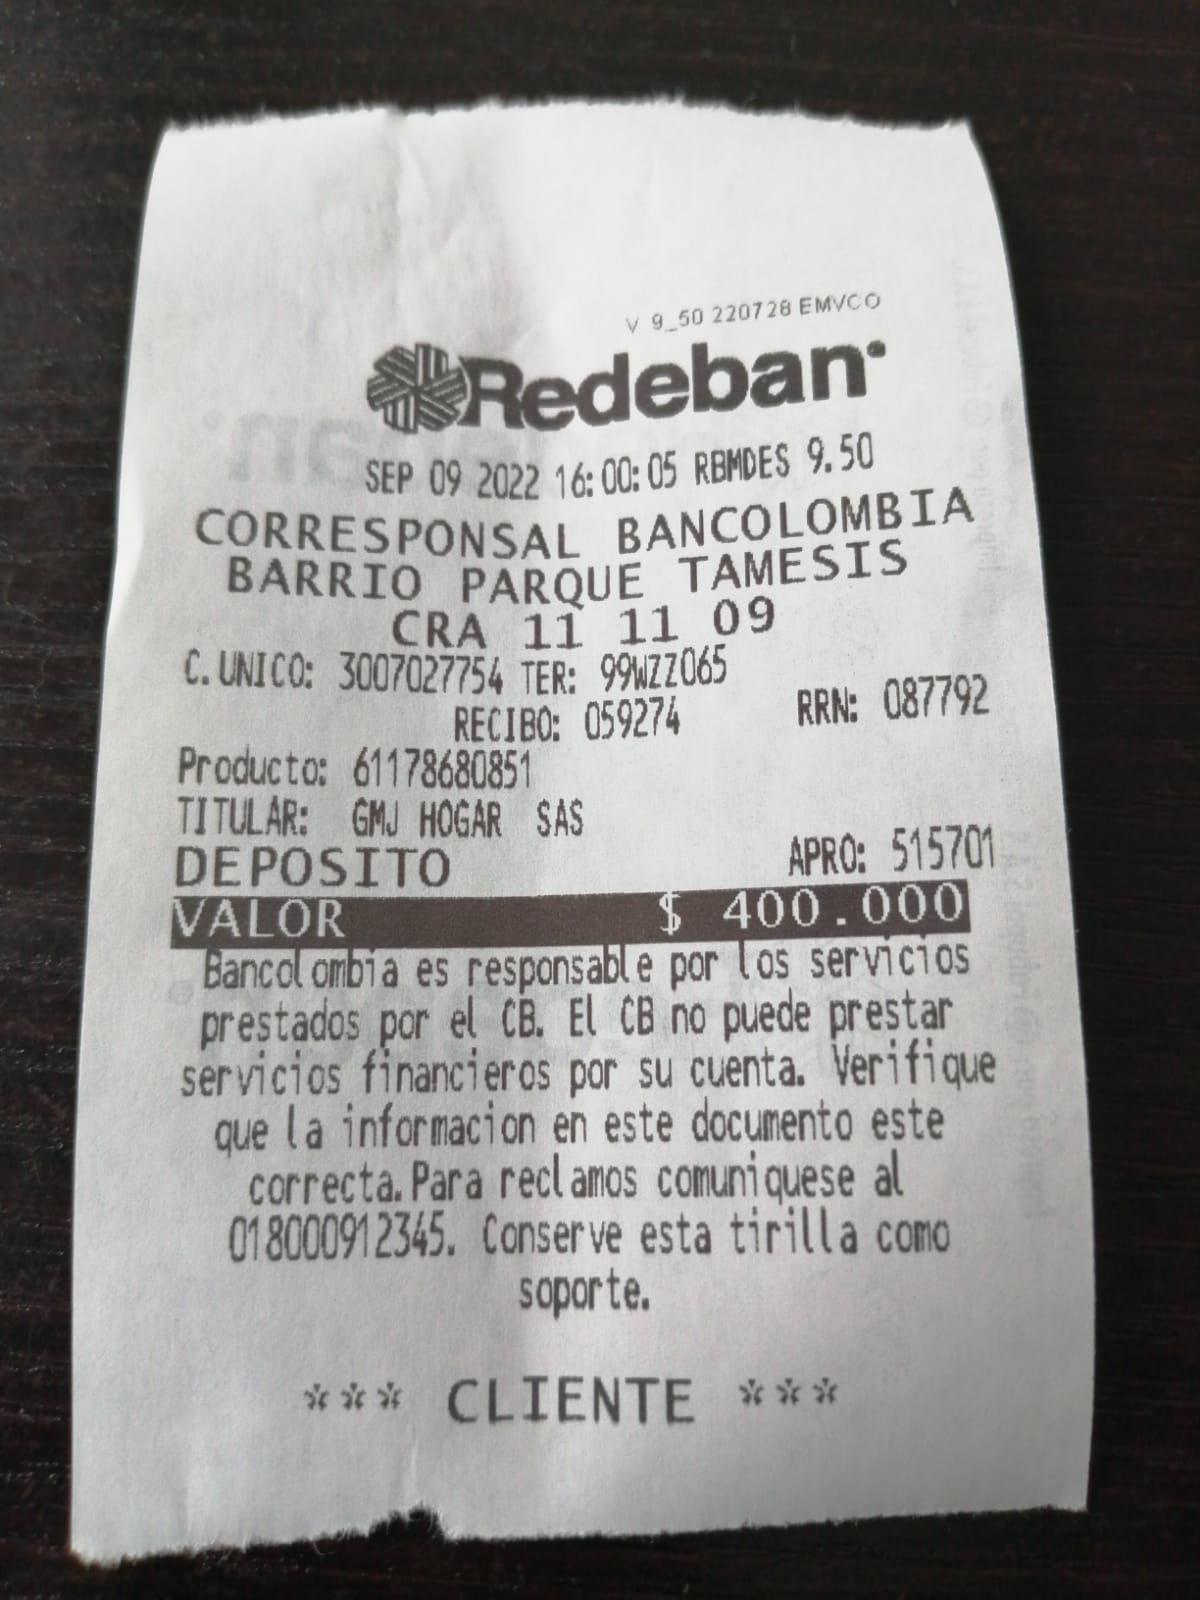 V 9_50 220728 EMVCO
Redeban
SEP 09 2022 16:00:05 RBMDES 9.50
CORRESPONSAL BANCOLOMBIA
BARRIO PARQUE TAMESIS
CRA 11 11 09
C.UNICO: 3007027754 TER: 99WZZ065
RECIBO: 059274 RRN: 087792
Producto: 61178680851
TITULAR: GMJ HOGAR SAS
DEPOSITO APRO: 515701
VALOR $ 400.000
Bancolombia es responsable por los servicios
prestados por el CB. El CB no puede prestar
servicios financieros por su cuenta. Verifique
que la informacion en este documento este
correcta.Para reclamos comuniquese al
018000912345. Conserve esta tirilla como
soporte.
*** CLIENTE ***